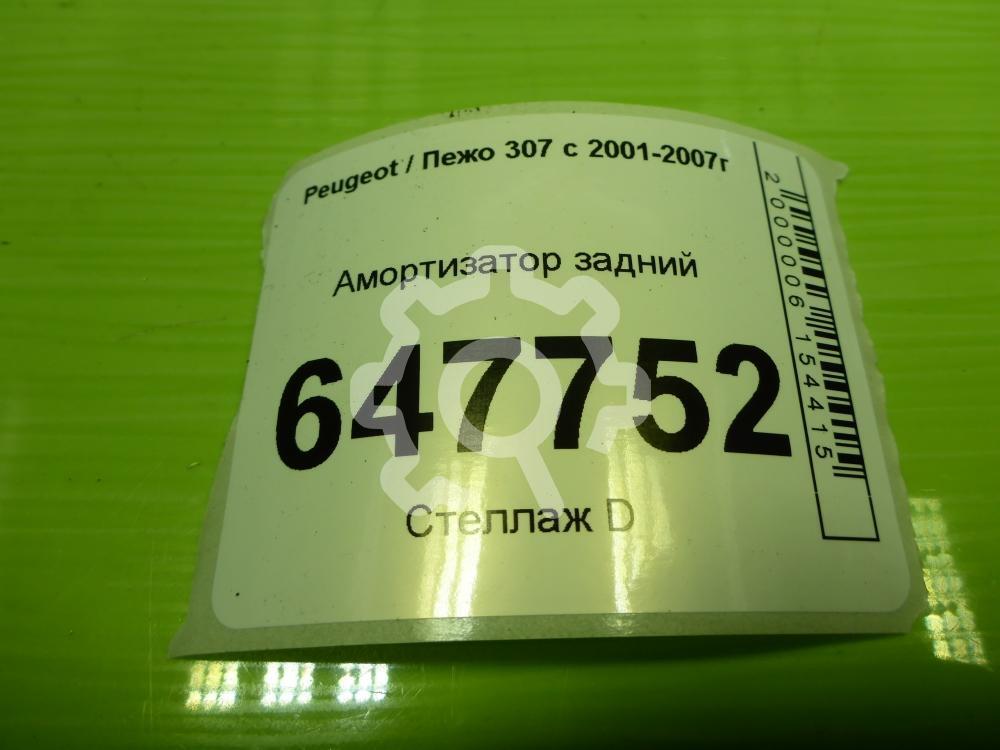 Peugeot / Пежо 307 с 2001-2007г
Амортизатор задний
647752
Стеллаж D
2000006154415